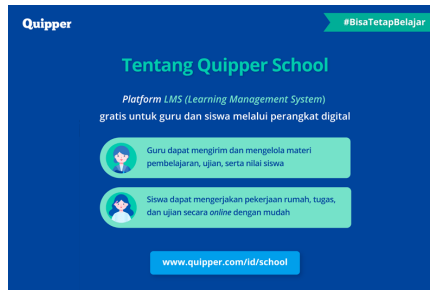 Quipper
#BisaTetapBelajar
Tentang Quipper School
Platform LMS (Learning Management System)
gratis untuk guru dan siswa melalui perangkat digital
Guru dapat mengirim dan mengelola materi
pembelajaran, ujian, serta nilai siswa
Siswa dapat mengerjakan pekerjaan rumah, tugas,
dan ujian secara online dengan mudah
www.quipper.com/id/school